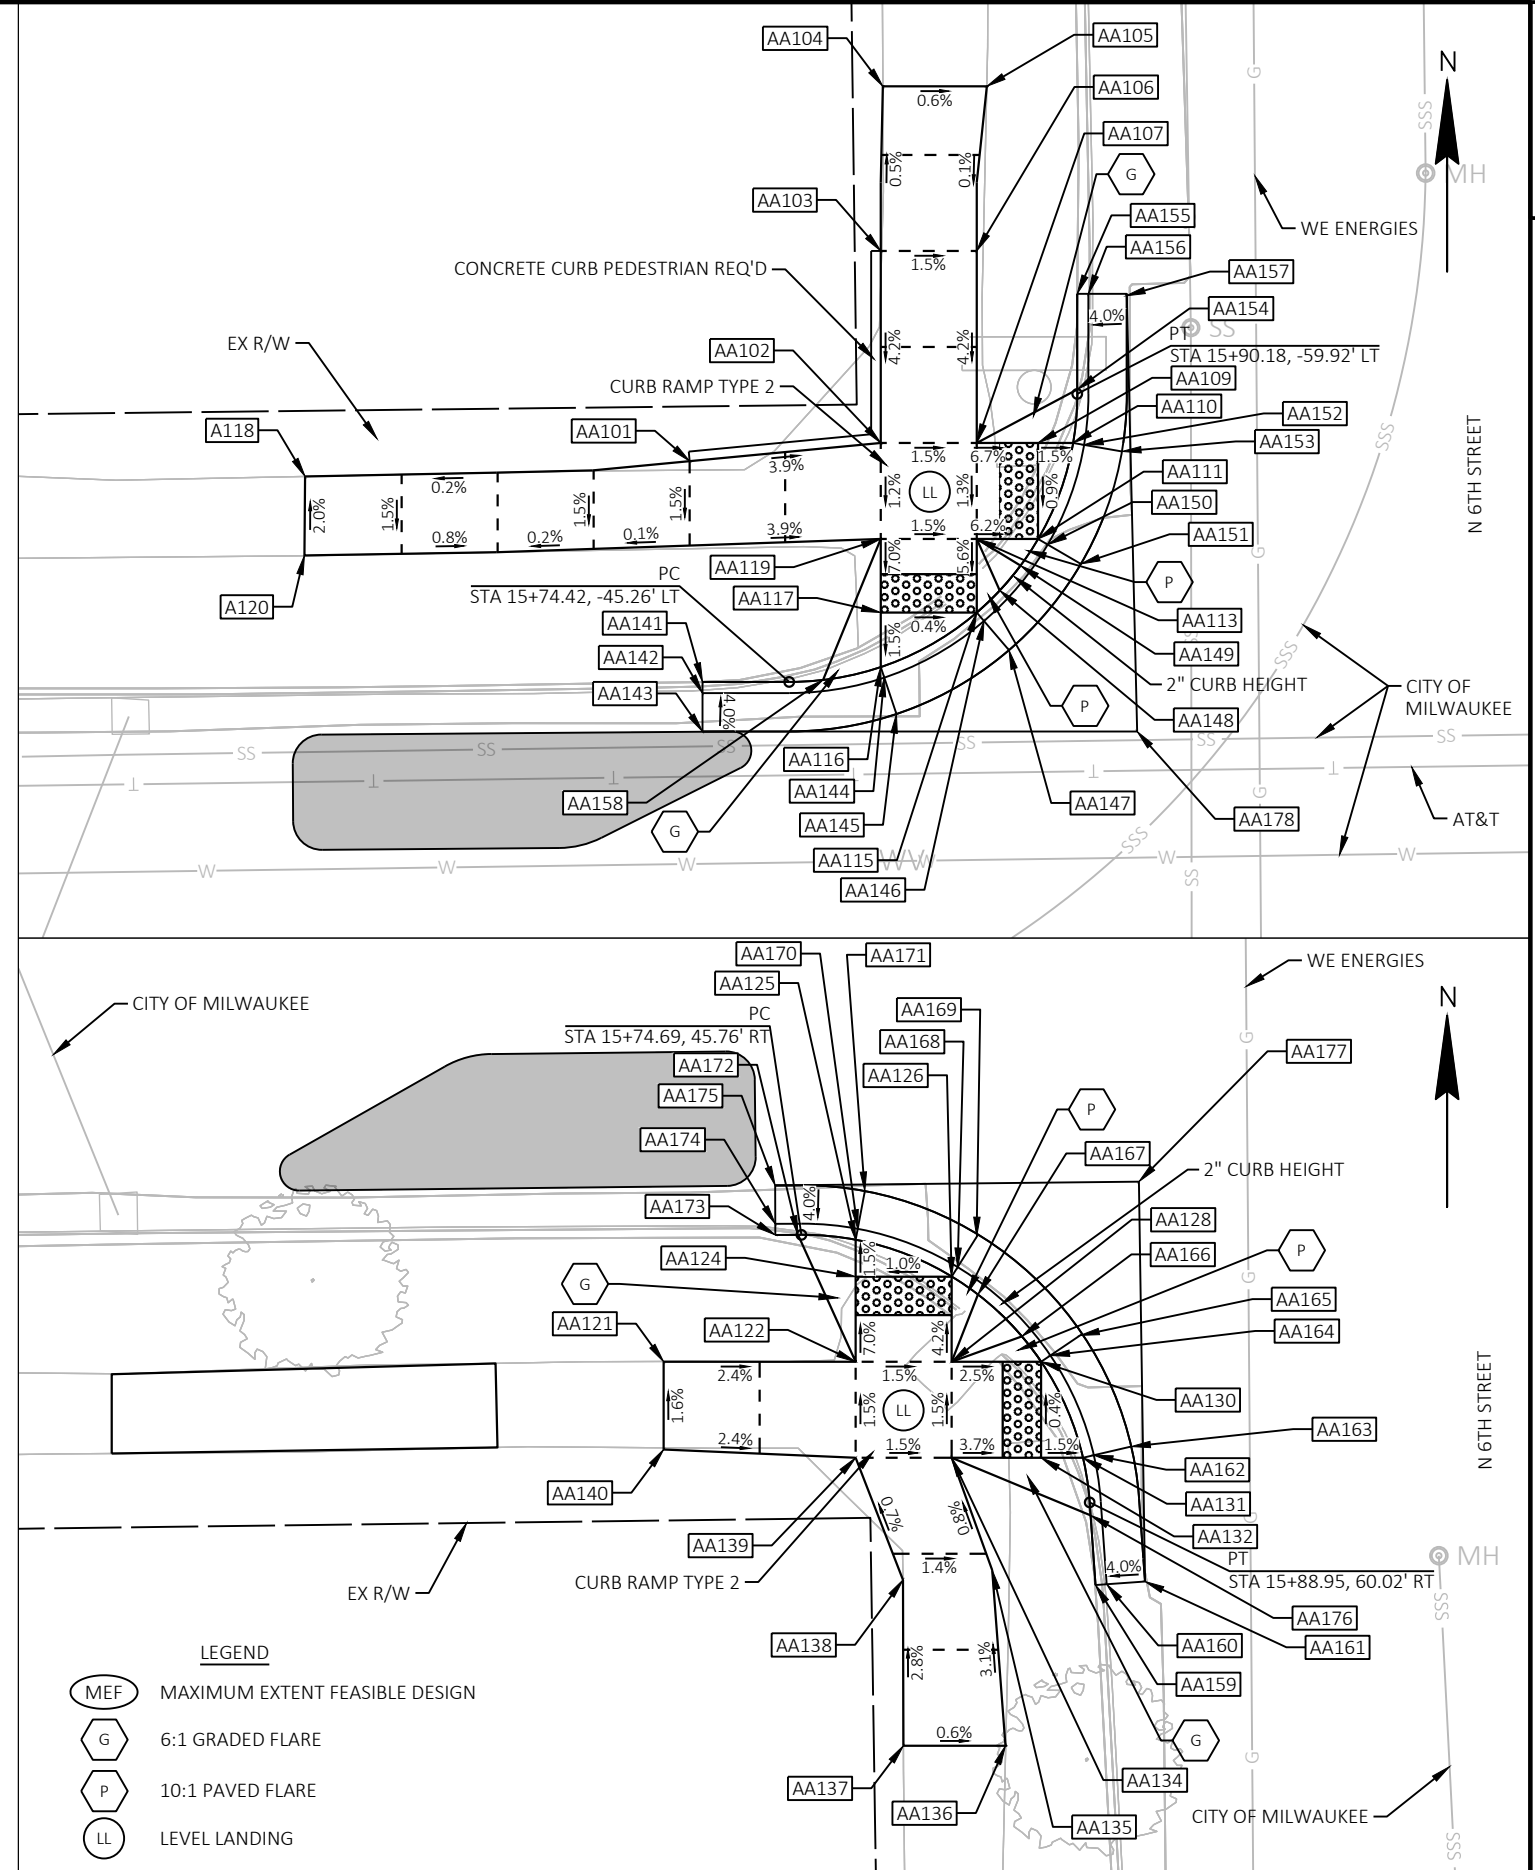 AA104
AA105
0.6%
AA106
N
SSS
G
AA107
0.5%
0.1%
G
MH
AA103
AA155
WE ENERGIES
AA156
CONCRETE CURB PEDESTRIAN REQ'D
1.5%
AA157
4.0%
AA154
SS
PT
STA 15+90.18, -59.92' LT
EX R/W
AA102
4.2%
4.2%
CURB RAMP TYPE 2
AA109
AA110
AA152
A118
AA101
AA153
SSS
N 6TH STREET
1.5%
6.7%
1.5%
3.9%
AA111
0.2%
LL
1.2%
1.3%
0.9%
AA150
2.0%
1.5%
1.5%
1.5%
0.8%
0.2%
0.1%
3.9%
1.5%
6.2%
AA151
G
AA119
7.0%
5.6%
PC
STA 15+74.42, -45.26' LT
P
A120
AA117
AA141
0.4%
AA113
1.5%
AA142
AA149
SS
SSS
2" CURB HEIGHT
CITY OF
MILWAUKEE
AA143
4.0%
P
AA148
SS
SS
SS
SS
SS
SS
AA116
⊥
⊥
⊥
⊥
⊥
⊥
AA144
AA158
AA147
G
AA145
AA178
AT&T
G
AA115
SSS
W
W
W
W
W
W
AA146
SS
AA170
AA171
AA125
WE ENERGIES
CITY OF MILWAUKEE
PC
STA 15+74.69, 45.76' RT
AA169
N
AA168
G
AA177
AA172
AA126
AA175
P
AA174
AA167
2" CURB HEIGHT
4.0%
AA173
AA128
AA124
1.5%
1.0%
AA166
P
G
G
AA165
AA121
AA122
7.0%
4.2%
AA164
2.4%
1.5%
2.5%
N 6TH STREET
1.6%
1.5%
LL
1.5%
0.4%
AA130
AA163
2.4%
1.5%
3.7%
1.5%
AA162
AA140
AA131
0.7%
0.8%
G
AA132
AA139
PT
STA 15+88.95, 60.02' RT
MH
1.4%
4.0%
EX R/W
CURB RAMP TYPE 2
SSS
AA176
AA138
AA160
AA161
LEGEND
2.8%
3.1%
AA159
MEF MAXIMUM EXTENT FEASIBLE DESIGN
G 6:1 GRADED FLARE
0.6%
G
G
AA134
P 10:1 PAVED FLARE
AA137
AA136
AA135
CITY OF MILWAUKEE
LL LEVEL LANDING
SSS